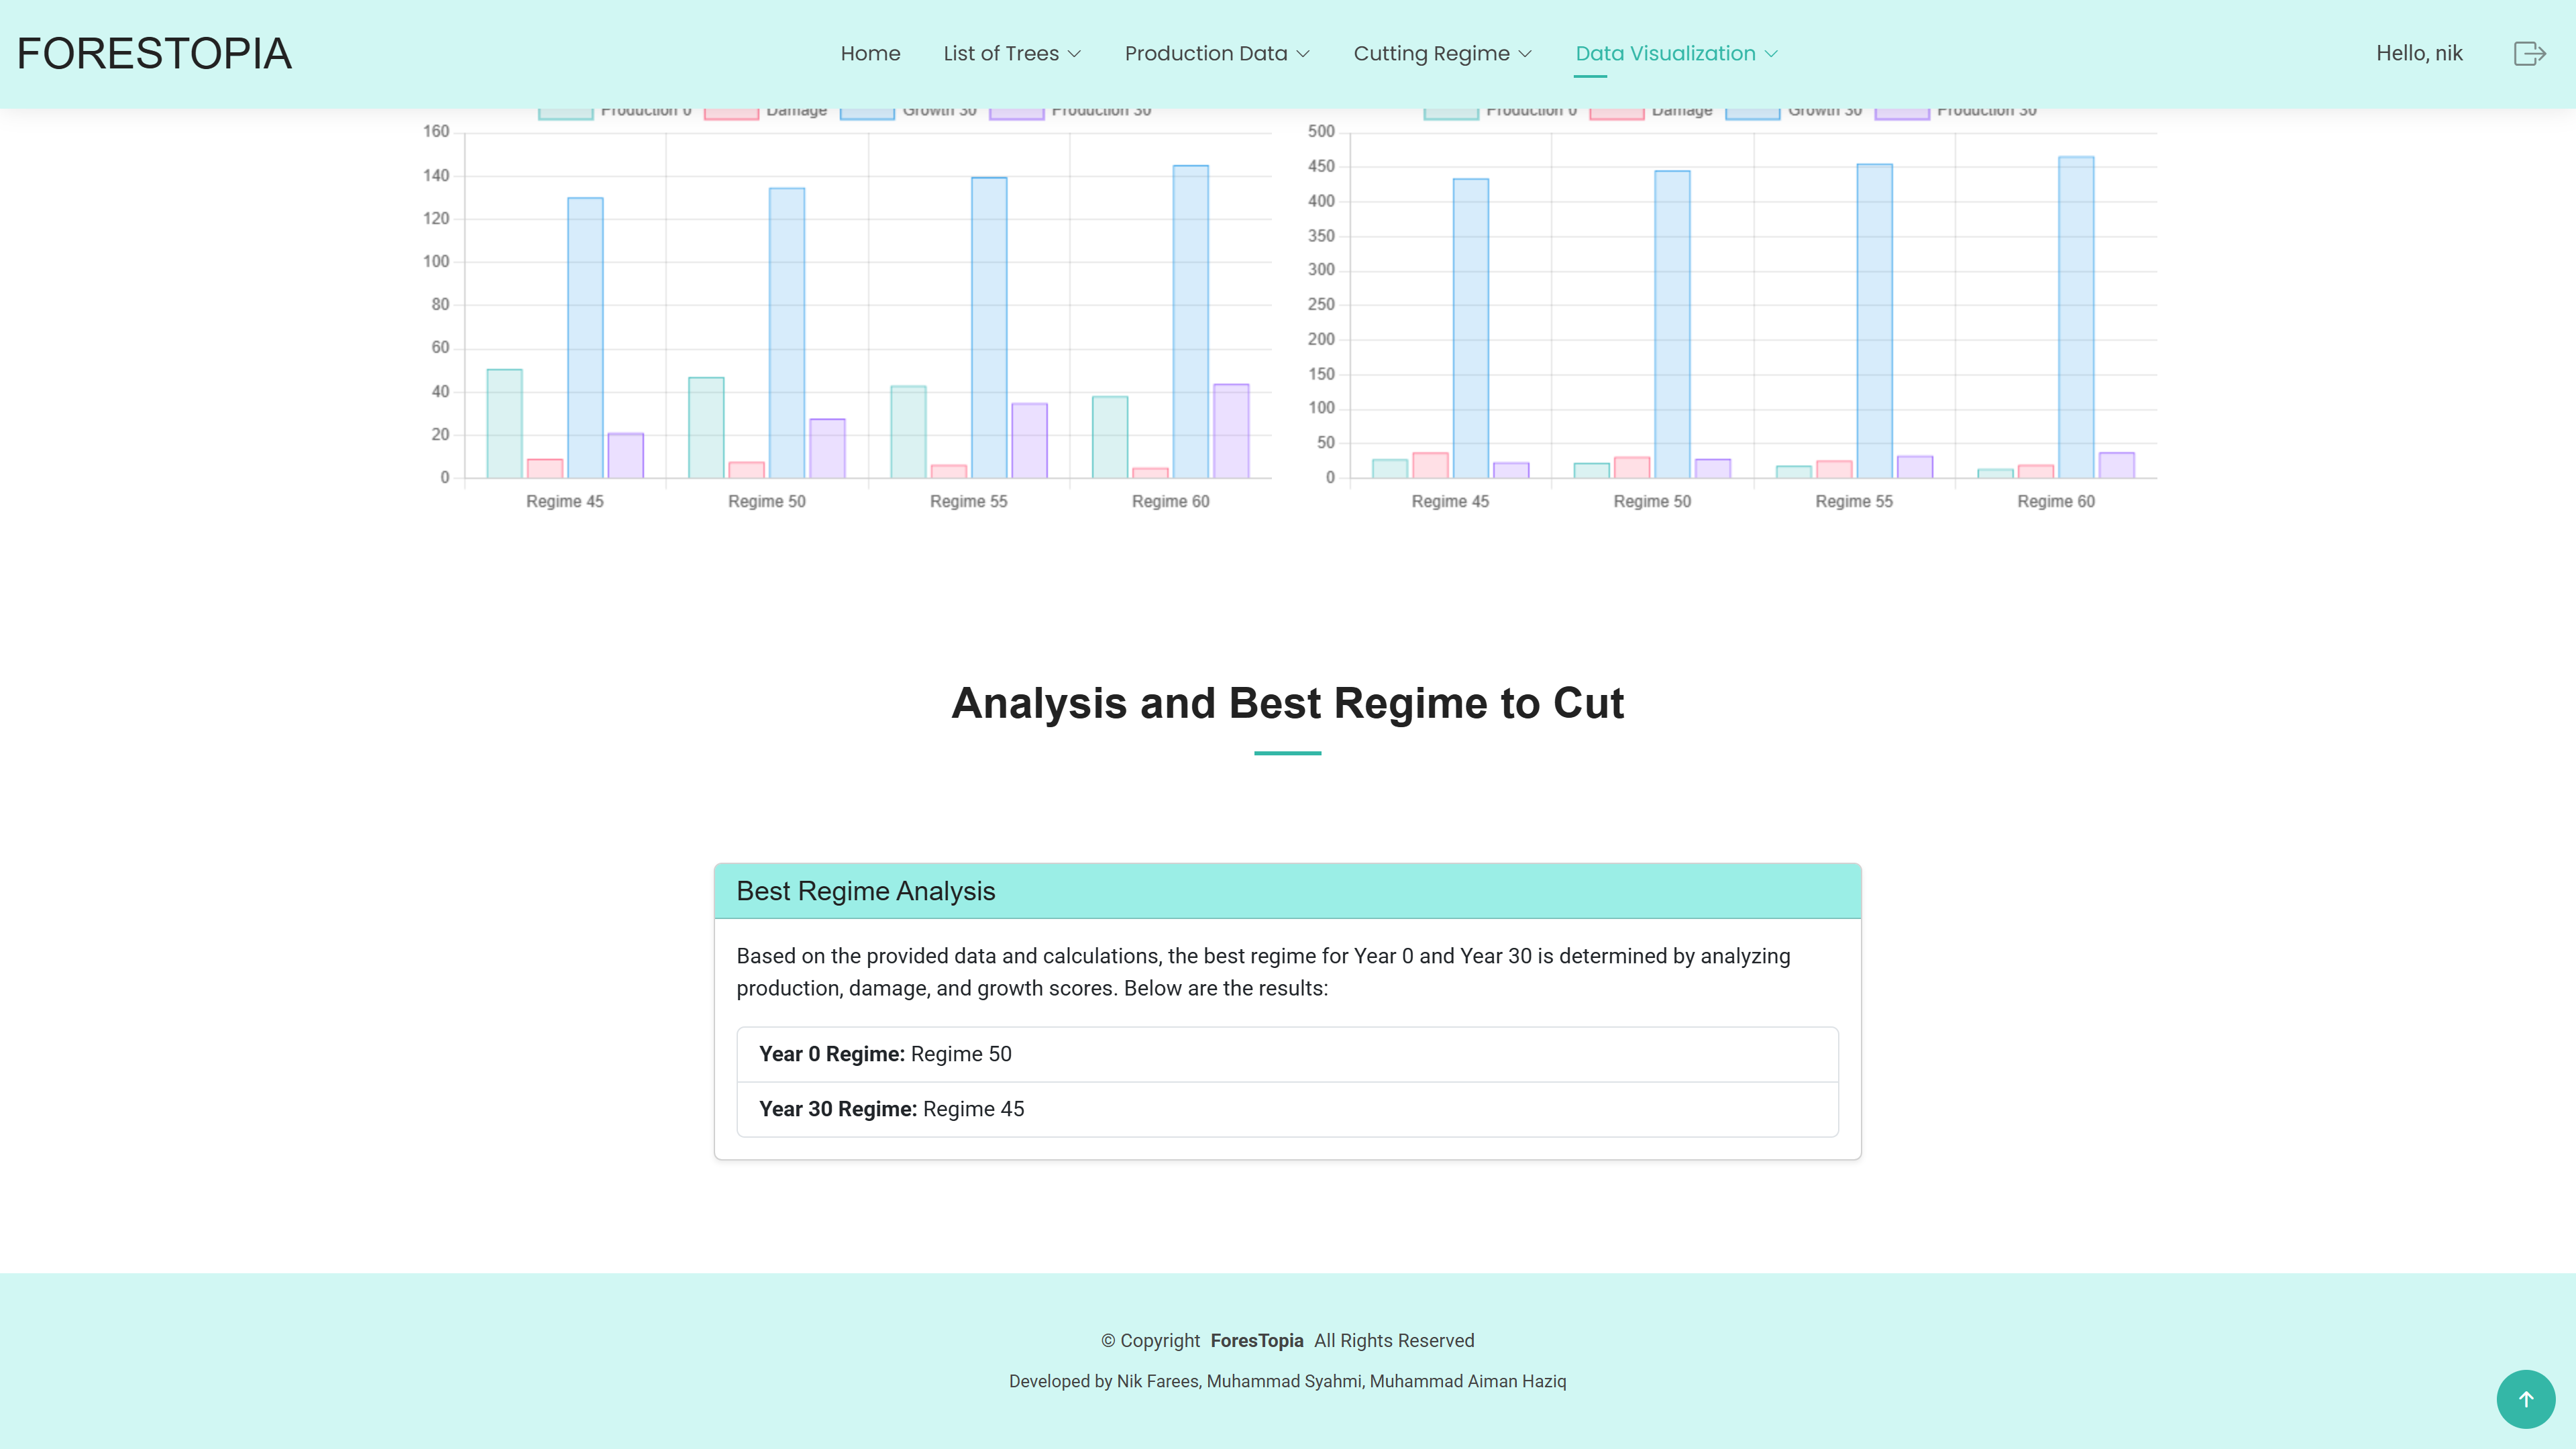 FORESTOPIA
Home List of Trees Production Data Cutting Regime Data Visualization
Hello, nik
Production 0 Damage Growth 30 Production 30
160
140
120
100
80
60
40
20
0
Regime 45 Regime 50 Regime 55 Regime 60
Production 0 Damage Growth 30 Production 30
500
450
400
350
300
250
200
150
100
50
0
Regime 45 Regime 50 Regime 55 Regime 60
Analysis and Best Regime to Cut
Best Regime Analysis
Based on the provided data and calculations, the best regime for Year 0 and Year 30 is determined by analyzing
production, damage, and growth scores. Below are the results:
Year 0 Regime: Regime 50
Year 30 Regime: Regime 45
© Copyright ForesTopia All Rights Reserved
Developed by Nik Farees, Muhammad Syahmi, Muhammad Aiman Haziq